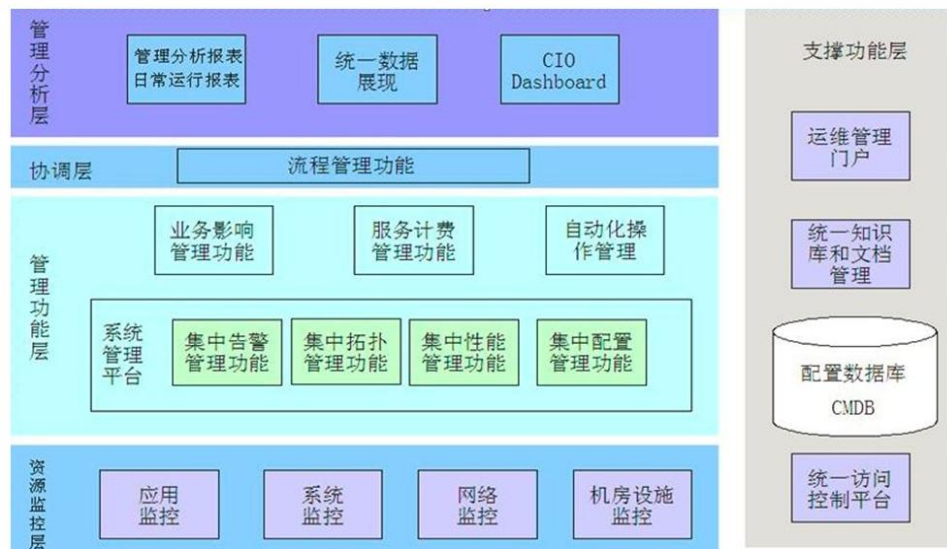 管理分析层
管理分析报表
日常运行报表
统一数据
展现
CIO
Dashboard
协调层
流程管理功能
管理功能层
业务影响
管理功能
服务计费
管理功能
自动化操
作管理
系统
管理
平台
集中告警
管理功能
集中拓扑
管理功能
集中性能
管理功能
集中配置
管理功能
资源监控层
应用
监控
系统
监控
网络
监控
机房设施
监控
支撑功能层
运维管理
门户
统一知识
库和文档
管理
配置数据库
CMDB
统一访问
控制平台